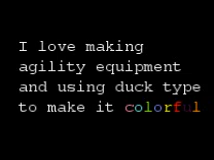 I love making
agility equipment
and using duck type
to make it colorful